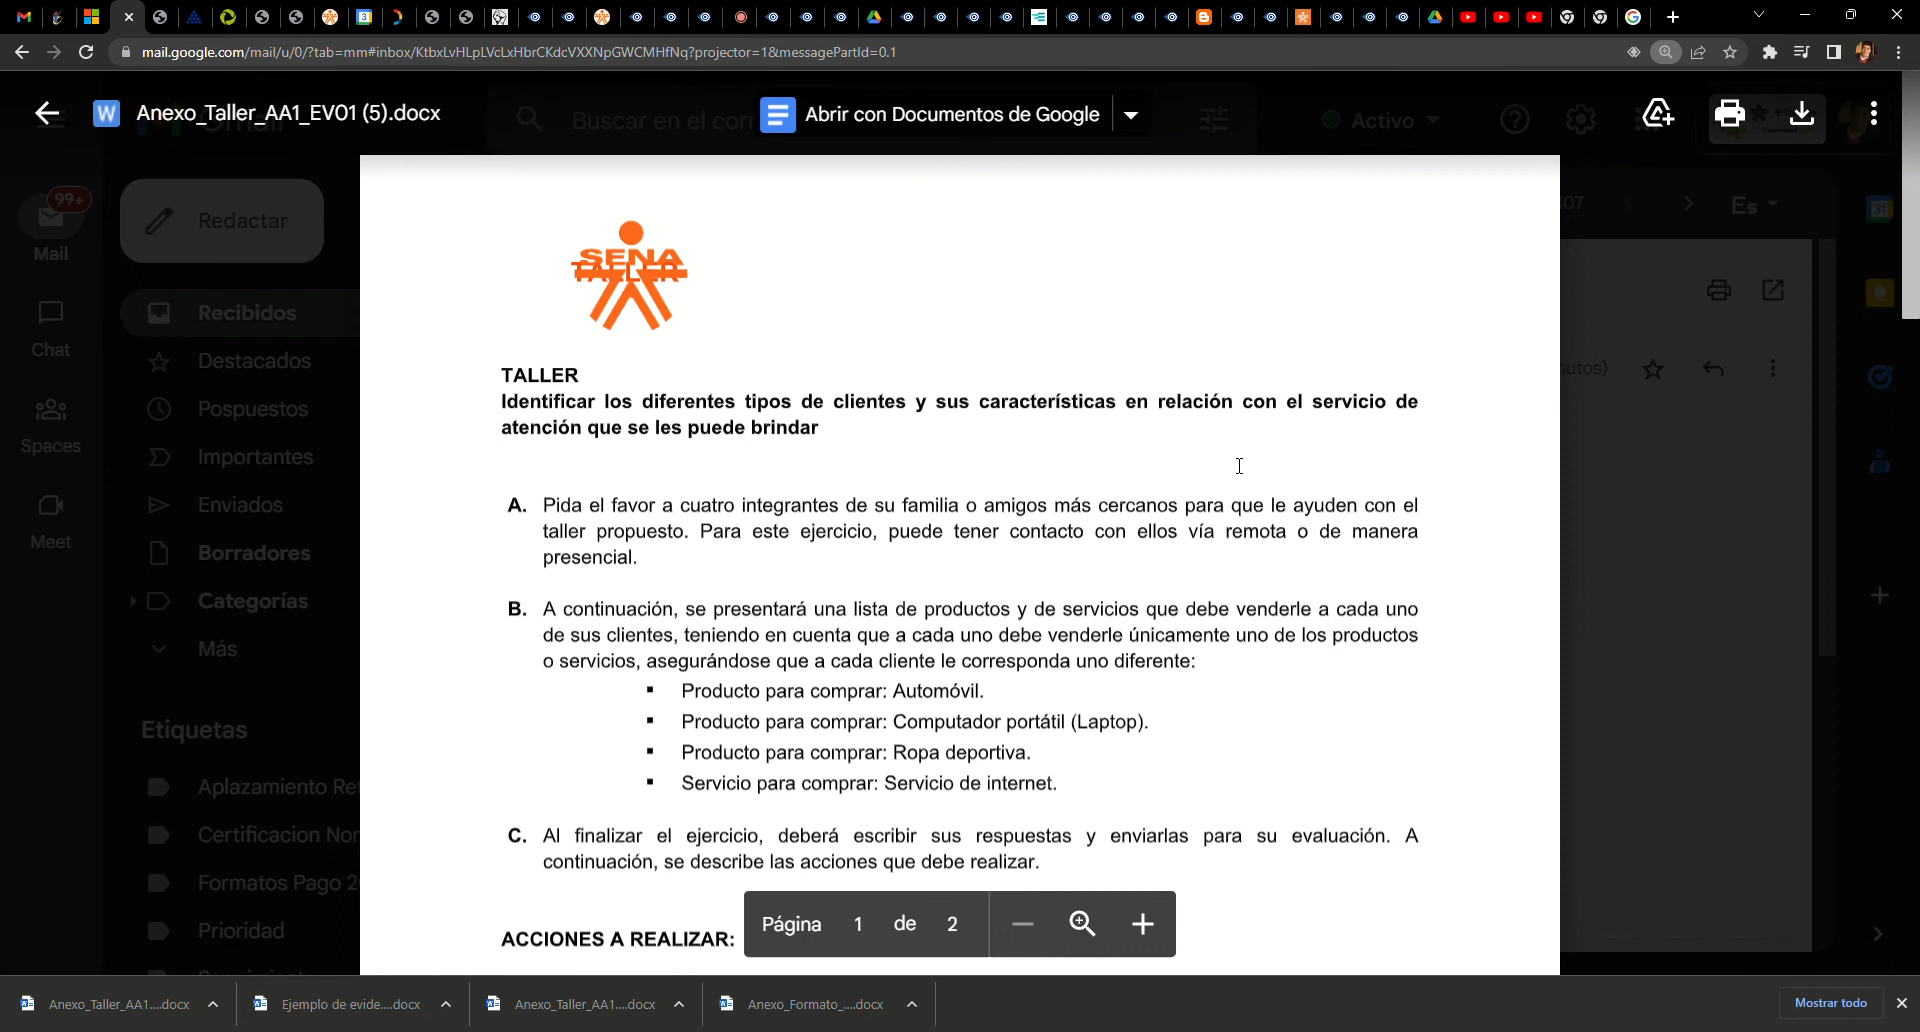 mail.google.com/mail/u/0/?tab=mm#inbox/KtbxLvHLpLVcLxHbrCKdcVXXNpGWCMHfNq?projector=1&messagePartId=0.1
Anexo_Taller_AA1_EV01 (5).docx
Buscar en el cor
Abrir con Documentos de Google
Activo
99+
Redactar
Mail
Recibidos
Chat
Destacados
Pospuestos
Spaces
Importantes
Enviados
Meet
Borradores
Categorías
Más
Etiquetas
Aplazamiento Re
Certificacion Nor
Formatos Pago 2
Prioridad
07
Es
31
utos)
SENA
TALLER
TALLER
Identificar los diferentes tipos de clientes y sus características en relación con el servicio de
atención que se les puede brindar
A. Pida el favor a cuatro integrantes de su familia o amigos más cercanos para que le ayuden con el
taller propuesto. Para este ejercicio, puede tener contacto con ellos vía remota o de manera
presencial.
B. A continuación, se presentará una lista de productos y de servicios que debe venderle a cada uno
de sus clientes, teniendo en cuenta que a cada uno debe venderle únicamente uno de los productos
o servicios, asegurándose que a cada cliente le corresponda uno diferente:
▪ Producto para comprar: Automóvil.
▪ Producto para comprar: Computador portátil (Laptop).
▪ Producto para comprar: Ropa deportiva.
▪ Servicio para comprar: Servicio de internet.
C. Al finalizar el ejercicio, deberá escribir sus respuestas y enviarlas para su evaluación. A
continuación, se describe las acciones que debe realizar.
ACCIONES A REALIZAR:
Página 1 de 2
Anexo_Taller_AA1....docx
Ejemplo de evide....docx
Anexo_Taller_AA1....docx
Anexo_Formato_....docx
Mostrar todo